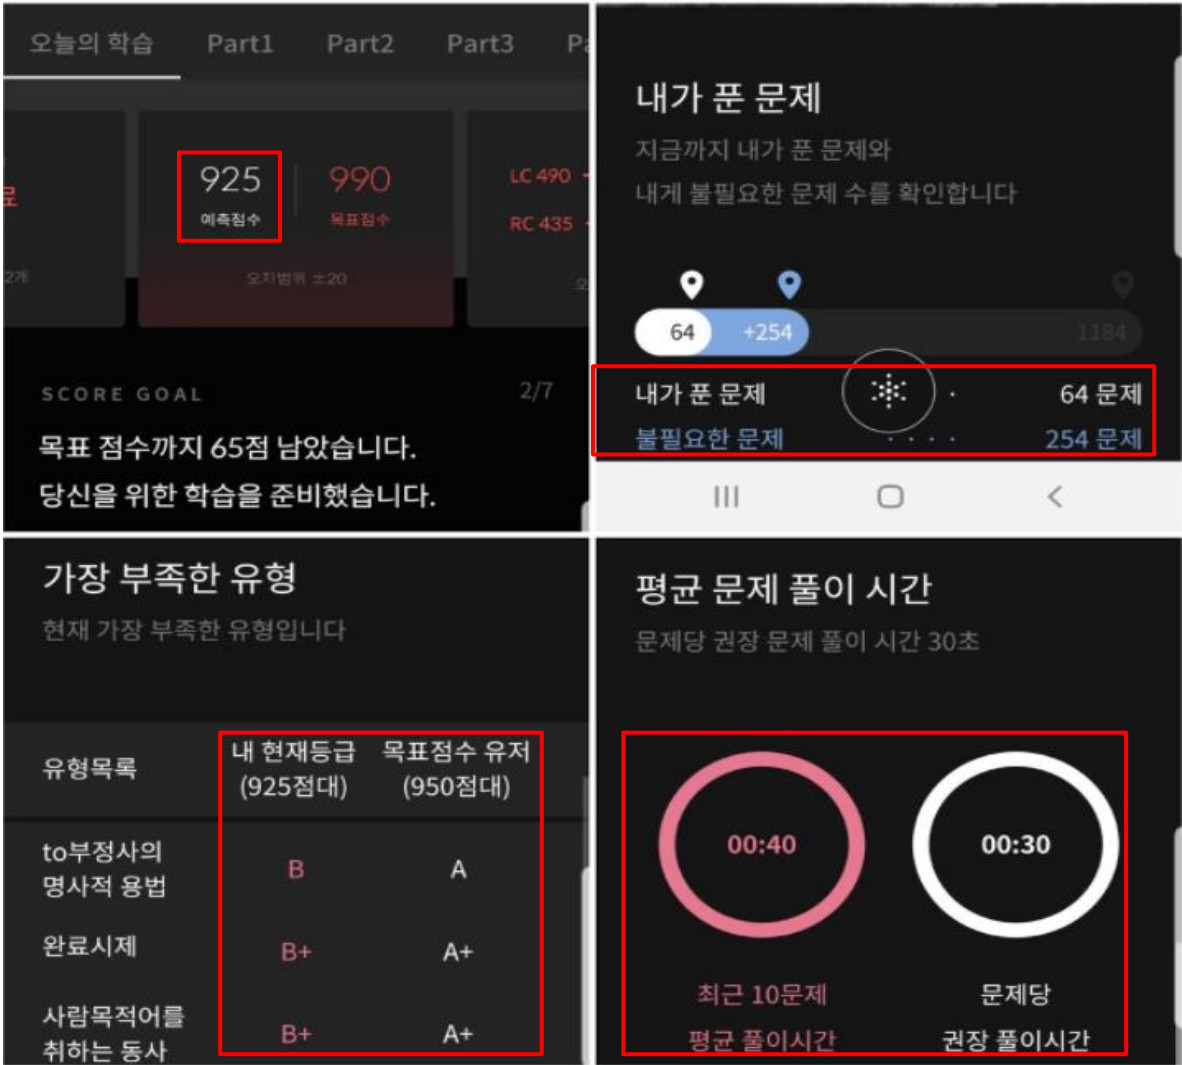 오늘의 학습 Part1 Part2 Part3
925 990 LC 490
예측점수 목표점수 RC 435
2개 오차범위 ±20
SCORE GOAL 2/7
목표 점수까지 65점 남았습니다.
당신을 위한 학습을 준비했습니다.
내가 푼 문제
지금까지 내가 푼 문제와
내게 불필요한 문제 수를 확인합니다
64 +254 1184
내가 푼 문제 64 문제
불필요한 문제 254 문제
가장 부족한 유형
현재 가장 부족한 유형입니다
유형목록 내 현재등급 목표점수 유저
(925점대) (950점대)
to부정사의
명사적 용법 B A
완료시제 B+ A+
사람목적어를
취하는 동사 B+ A+
평균 문제 풀이 시간
문제당 권장 문제 풀이 시간 30초
00:40 00:30
최근 10문제 문제당
평균 풀이시간 권장 풀이시간